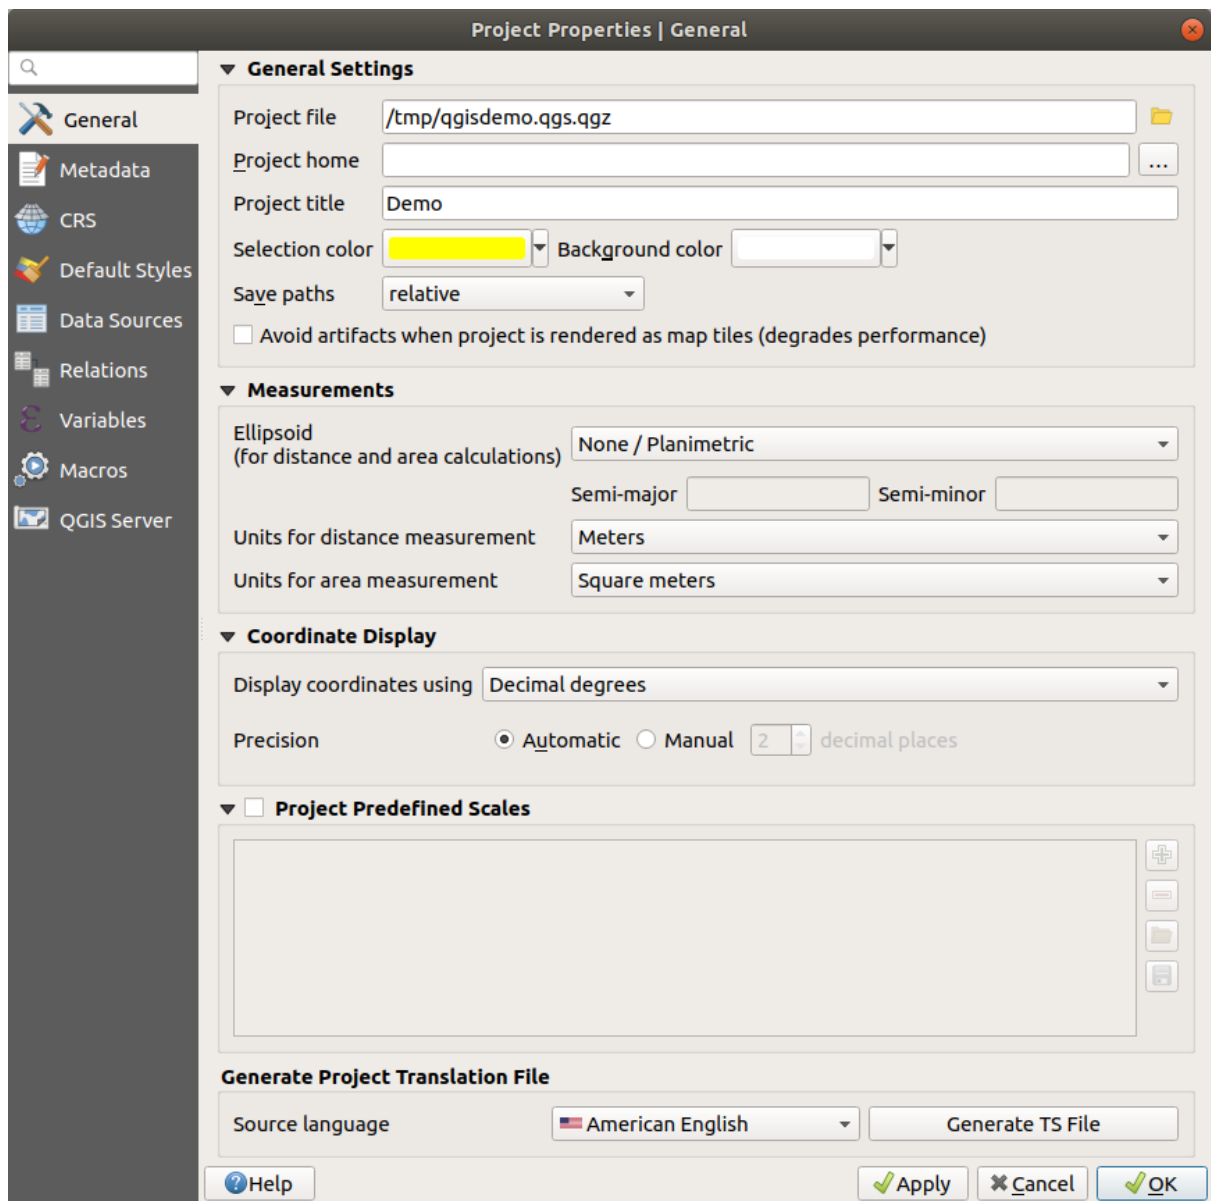 Project Properties | General
General
Metadata
CRS
Default Styles
Data Sources
Relations
Variables
Macros
QGIS Server
General Settings
Project file /tmp/qgisdemo.qgs.qgz
Project home ...
Project title Demo
Selection color Background color
Save paths relative
Avoid artifacts when project is rendered as map tiles (degrades performance)
Measurements
Ellipsoid
(for distance and area calculations) None / Planimetric
Semi-major Semi-minor
Units for distance measurement Meters
Units for area measurement Square meters
Coordinate Display
Display coordinates using Decimal degrees
Precision Automatic Manual 2 decimal places
Project Predefined Scales
Generate Project Translation File
Source language American English Generate TS File
Help Apply Cancel OK